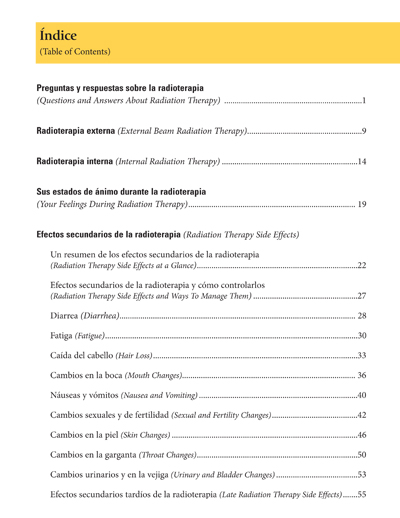 Índice
(Table of Contents)
Preguntas y respuestas sobre la radioterapia
(Questions and Answers About Radiation Therapy) ...............................................................1
Radioterapia externa (External Beam Radiation Therapy)....................................................9
Radioterapia interna (Internal Radiation Therapy) ..............................................................14
Sus estados de ánimo durante la radioterapia
(Your Feelings During Radiation Therapy)............................................................................ 19
Efectos secundarios de la radioterapia (Radiation Therapy Side Effects)
Un resumen de los efectos secundarios de la radioterapia
(Radiation Therapy Side Effects at a Glance)..........................................................................22
Efectos secundarios de la radioterapia y cómo controlarlos
(Radiation Therapy Side Effects and Ways To Manage Them) ................................................27
Diarrea (Diarrhea)........................................................................................................... 28
Fatiga (Fatigue)...................................................................................................................30
Caída del cabello (Hair Loss)..............................................................................................33
Cambios en la boca (Mouth Changes)............................................................................... 36
Náuseas y vómitos (Nausea and Vomiting) .........................................................................40
Cambios sexuales y de fertilidad (Sexual and Fertility Changes).......................................42
Cambios en la piel (Skin Changes) .....................................................................................46
Cambios en la garganta (Throat Changes)..........................................................................50
Cambios urinarios y en la vejiga (Urinary and Bladder Changes).....................................53
Efectos secundarios tardíos de la radioterapia (Late Radiation Therapy Side Effects).......55